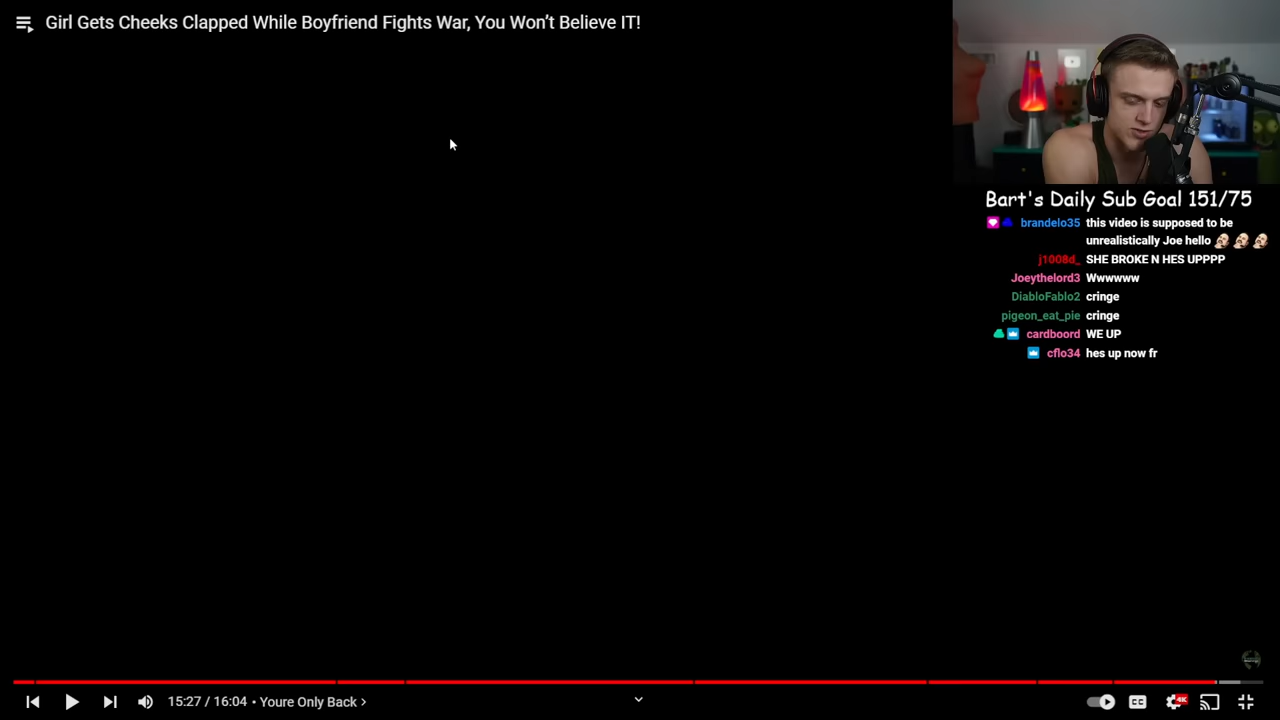 Girl Gets Cheeks Clapped While Boyfriend Fights War, You Won’t Believe IT!
Bart's Daily Sub Goal 151/75
brandelo35 this video is supposed to be
unrealistically Joe hello
j1008d_ SHE BROKE N HES UPPPP
Joeythelord3 Wwwwww
DiabloFablo2 cringe
pigeon_eat_pie cringe
cardboord WE UP
cflo34 hes up now fr
15:27 / 16:04 • Youre Only Back
CC
4K